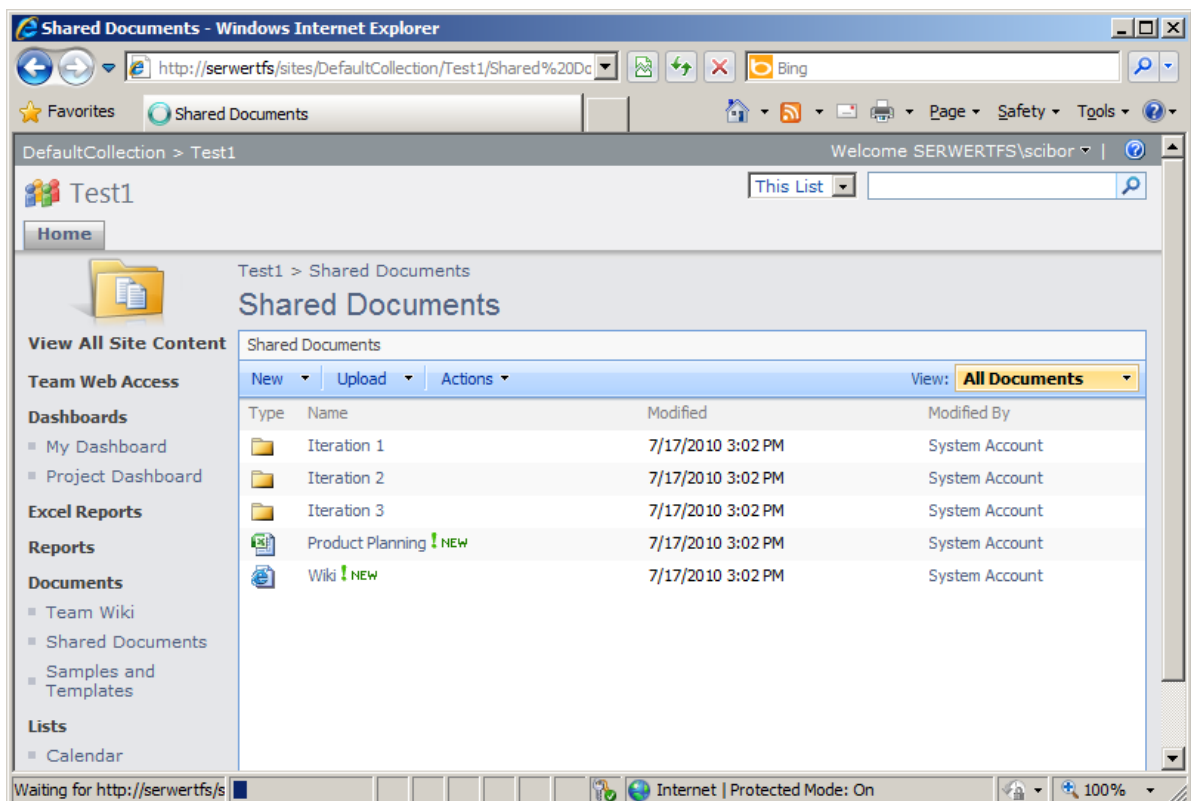 Shared Documents - Windows Internet Explorer
http://serwertfs/sites/DefaultCollection/Test1/Shared%20Dc
Bing
Favorites Shared Documents Page Safety Tools
DefaultCollection > Test1 Welcome SERWERTFS\scibor |
Test1 This List
Home
Test1 > Shared Documents
Shared Documents
View All Site Content
Team Web Access
Dashboards
My Dashboard
Project Dashboard
Excel Reports
Reports
Documents
Team Wiki
Shared Documents
Samples and
Templates
Lists
Calendar
Shared Documents
New Upload Actions View: All Documents
Type Name Modified Modified By
Iteration 1 7/17/2010 3:02 PM System Account
Iteration 2 7/17/2010 3:02 PM System Account
Iteration 3 7/17/2010 3:02 PM System Account
Product Planning ! NEW 7/17/2010 3:02 PM System Account
Wiki ! NEW 7/17/2010 3:02 PM System Account
Waiting for http://serwertfs/s Internet | Protected Mode: On 100%